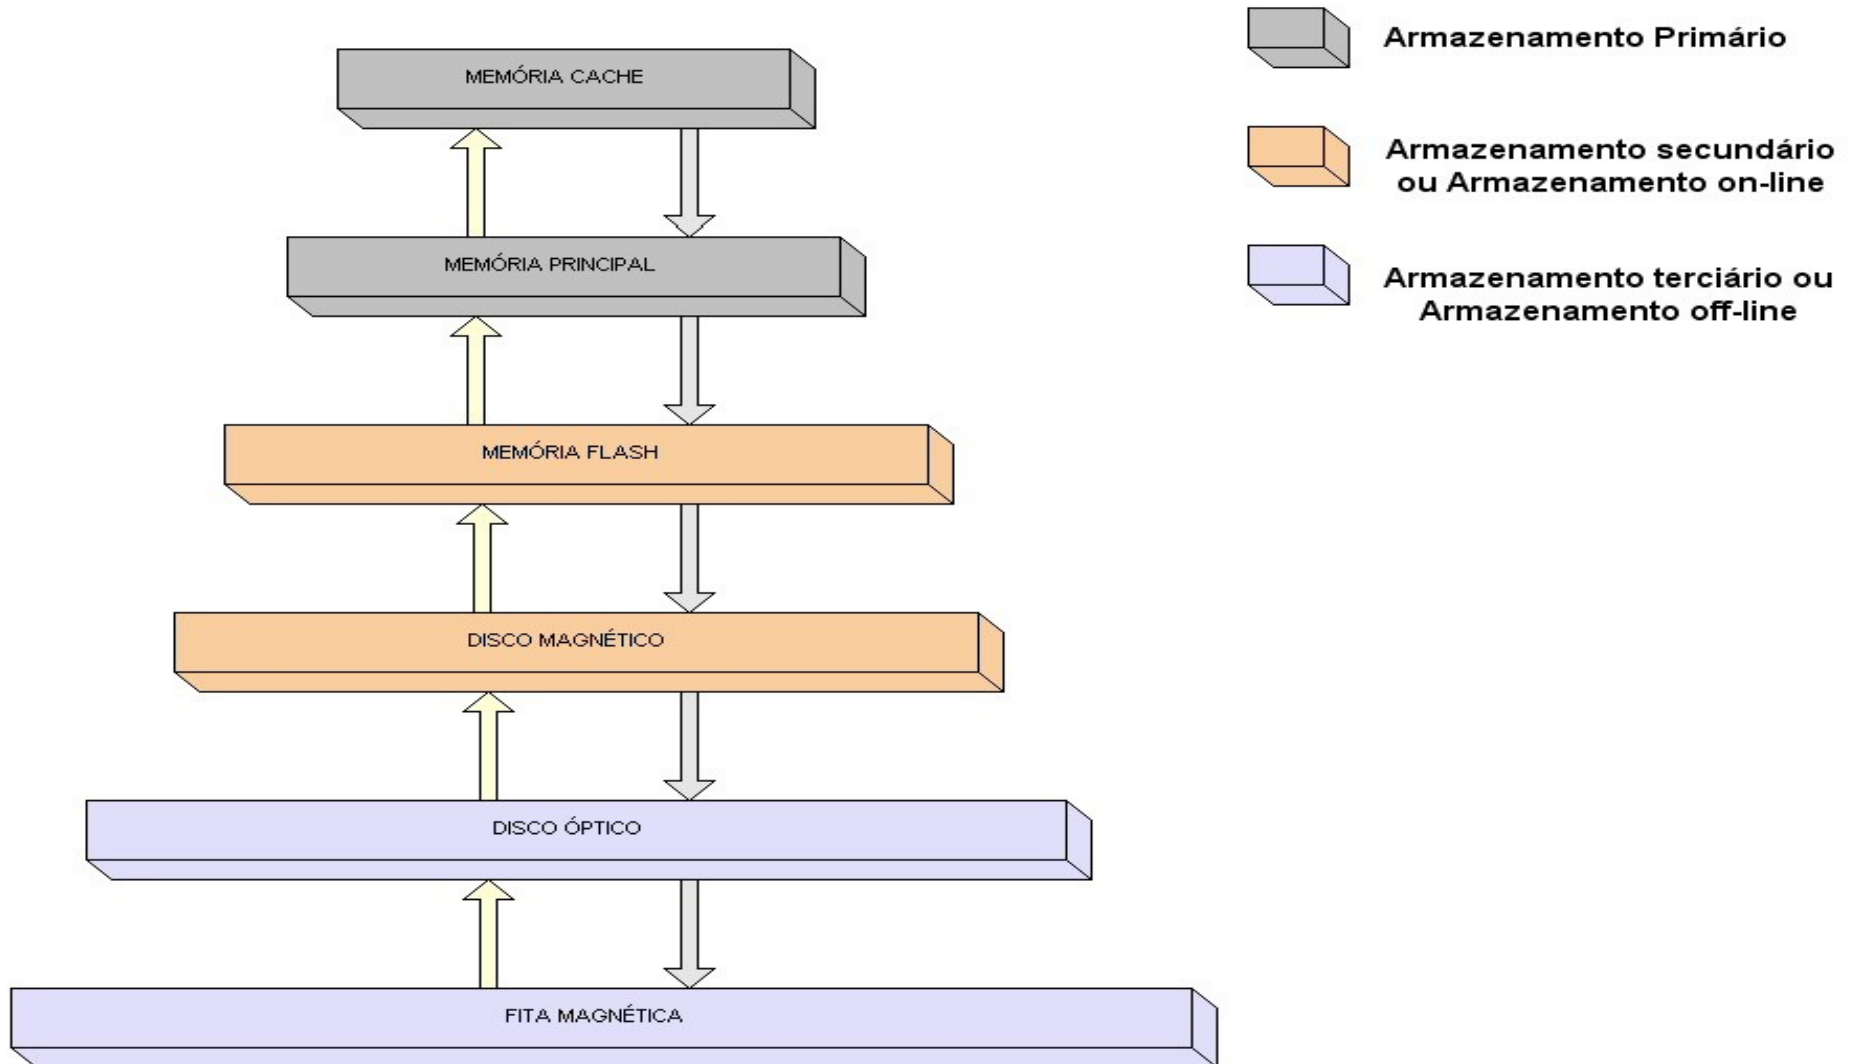 MEMÓRIA CACHE
MEMÓRIA PRINCIPAL
MEMÓRIA FLASH
DISCO MAGNÉTICO
DISCO ÓPTICO
FITA MAGNÉTICA
Armazenamento Primário
Armazenamento secundário
ou Armazenamento on-line
Armazenamento terciário ou
Armazenamento off-line